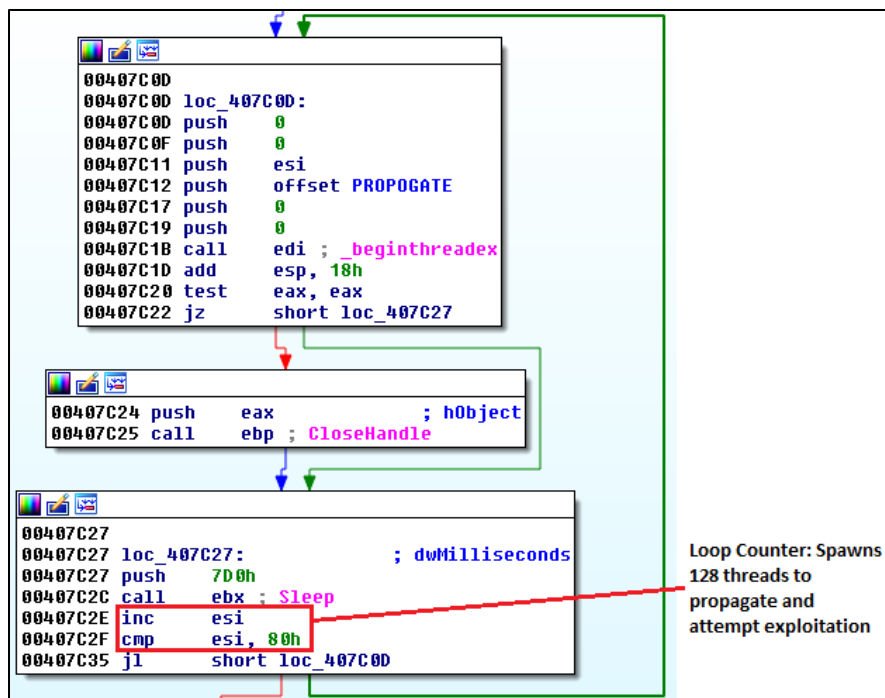 00407C0D
00407C0D loc_407C0D:
00407C0D push 0
00407C0F push 0
00407C11 push esi
00407C12 push offset PROPOGATE
00407C17 push 0
00407C19 push 0
00407C1B call edi ; _beginthreadex
00407C1D add esp, 18h
00407C20 test eax, eax
00407C22 jz short loc_407C27
00407C24 push eax ; hObject
00407C25 call ebp ; CloseHandle
00407C27
00407C27 loc_407C27: ; dwMilliseconds
00407C27 push 7D0h
00407C2C call ebx ; Sleep
00407C2E inc esi
00407C2F cmp esi, 80h
00407C35 jl short loc_407C0D
Loop Counter: Spawns
128 threads to
propagate and
attempt exploitation